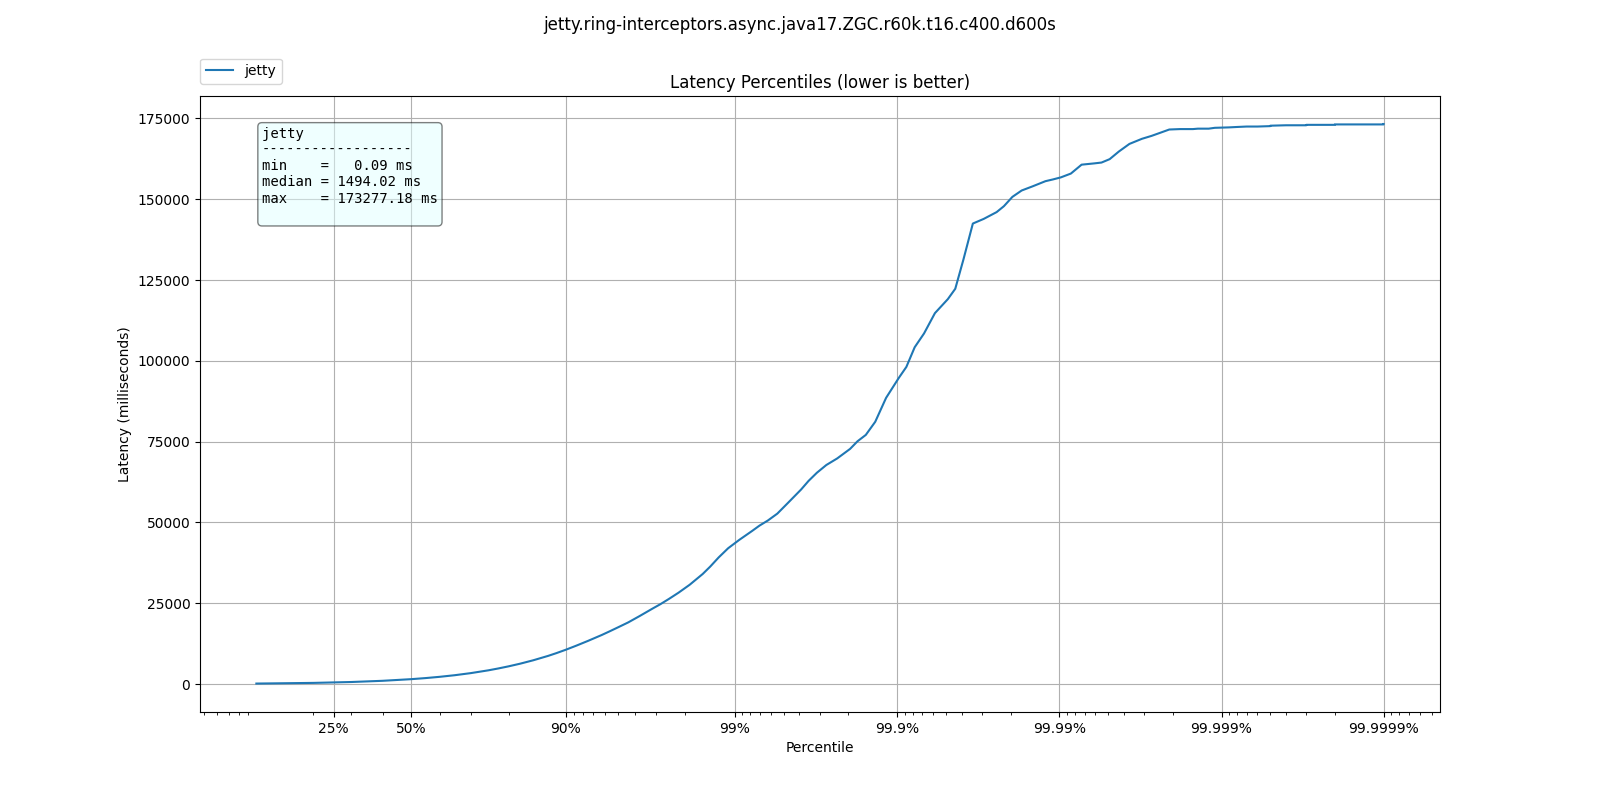 jetty.ring-interceptors.async.java17.ZGC.r60k.t16.c400.d600s
jetty
Latency Percentiles (lower is better)
175000
150000
125000
100000
75000
50000
25000
0
Latency (milliseconds)
jetty
------------------
min    =   0.09 ms
median = 1494.02 ms
max    = 173277.18 ms
25% 50% 90% 99% 99.9% 99.99% 99.999% 99.9999%
Percentile